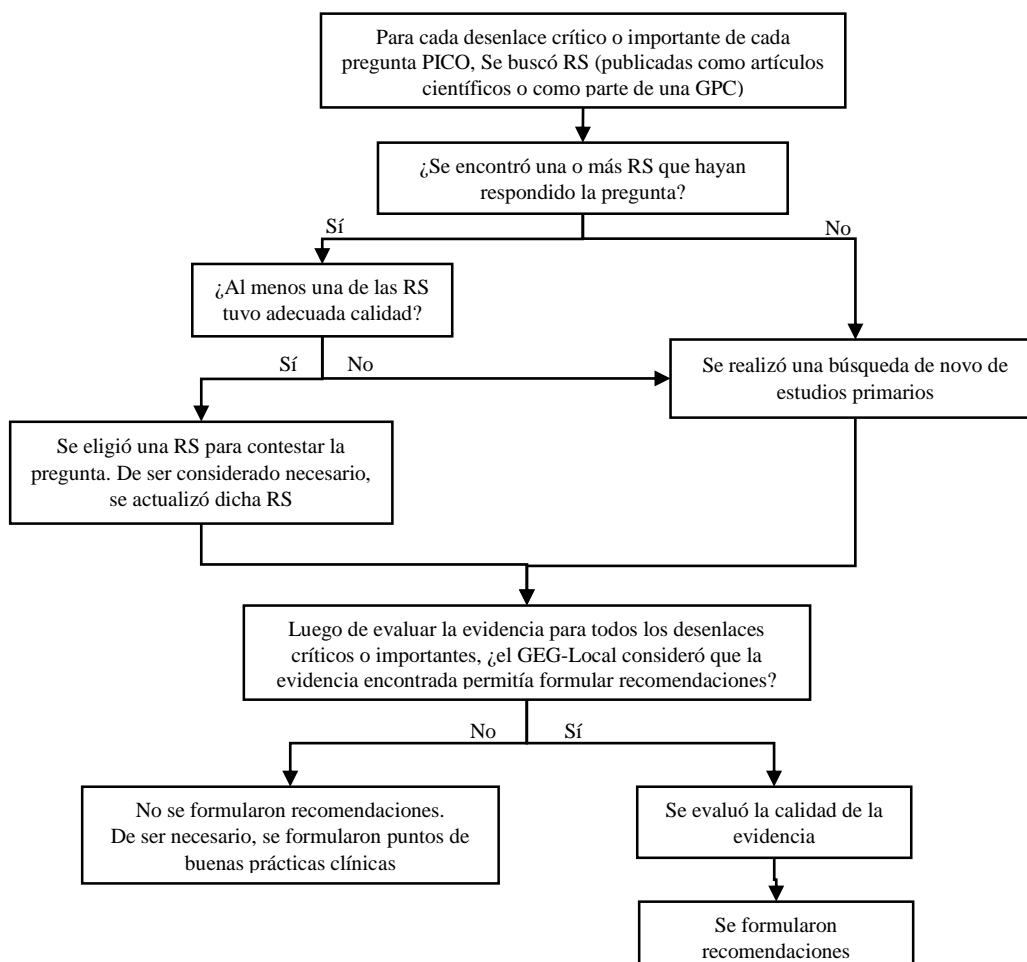 Para cada desenlace crítico o importante de cada
pregunta PICO, Se buscó RS (publicadas como artículos
científicos o como parte de una GPC)
¿Se encontró una o más RS que hayan
respondido la pregunta?
Sí
No
¿Al menos una de las RS
tuvo adecuada calidad?
Sí
No
Se realizó una búsqueda de novo de
estudios primarios
Se eligió una RS para contestar la
pregunta. De ser considerado necesario,
se actualizó dicha RS
Luego de evaluar la evidencia para todos los desenlaces
críticos o importantes, ¿el GEG-Local consideró que la
evidencia encontrada permitía formular recomendaciones?
No
Sí
No se formularon recomendaciones.
De ser necesario, se formularon puntos de
buenas prácticas clínicas
Se evaluó la calidad de la
evidencia
Se formularon
recomendaciones